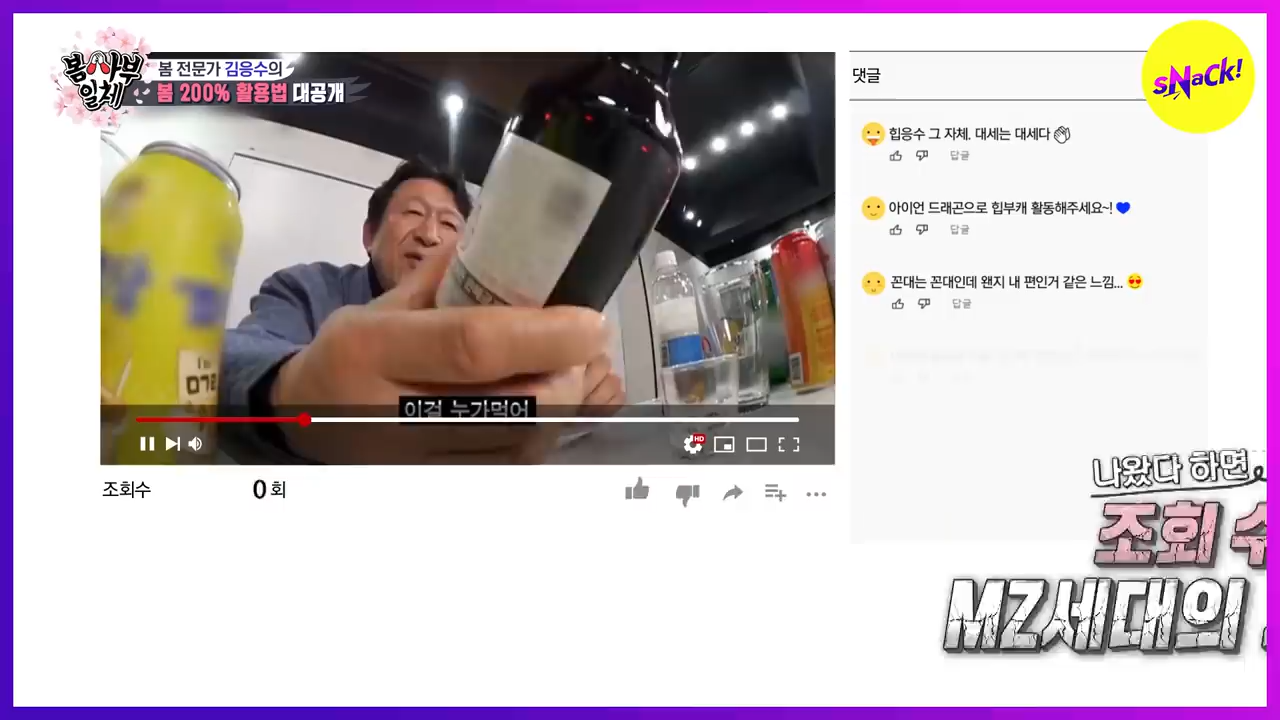 봄사부
일체
봄 전문가 김응수의
봄 200% 활용법 대공개
sNaCk!
이걸 누가먹어
HD
조회수 0회
댓글
힙응수 그 자체. 대세는 대세다
답글
아이언 드래곤으로 힙부캐 활동해주세요~!
답글
꼰대는 꼰대인데 왠지 내 편인거 같은 느낌...
답글
나왔다 하면
조회 수
MZ세대의